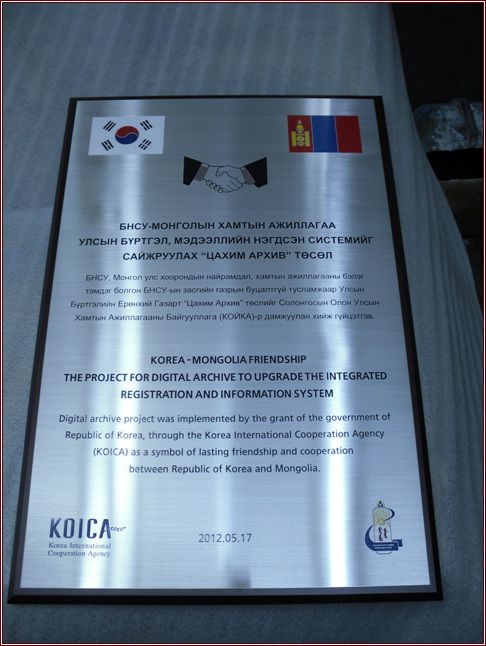 БНСУ-МОНГОЛЫН ХАМТЫН АЖИЛЛАГАА
УЛСЫН БҮРТГЭЛ, МЭДЭЭЛЛИЙН НЭГДСЭН СИСТЕМИЙГ
САЙЖРУУЛАХ “ЦАХИМ АРХИВ” ТӨСӨЛ
БНСУ, Монгол улс хоорондын найрамдал, хамтын ажиллагааны бэлэг
тэмдэг болгон БНСУ-ын засгийн газрын буцалтгүй тусламжаар Улсын
Бүртгэлийн Ерөнхий Газарт “Цахим Архив” төслийг Солонгосын Олон Улсын
Хамтын Ажиллагааны Байгууллага (КОЙКА)-р дамжуулан хийж гүйцэтгэв.
KOREA-MONGOLIA FRIENDSHIP
THE PROJECT FOR DIGITAL ARCHIVE TO UPGRADE THE INTEGRATED
REGISTRATION AND INFORMATION SYSTEM
Digital archive project was implemented by the grant of the government of
Republic of Korea, through the Korea International Cooperation Agency
(KOICA) as a symbol of lasting friendship and cooperation
between Republic of Korea and Mongolia.
KOICA
Korea International
Cooperation Agency
2012.05.17